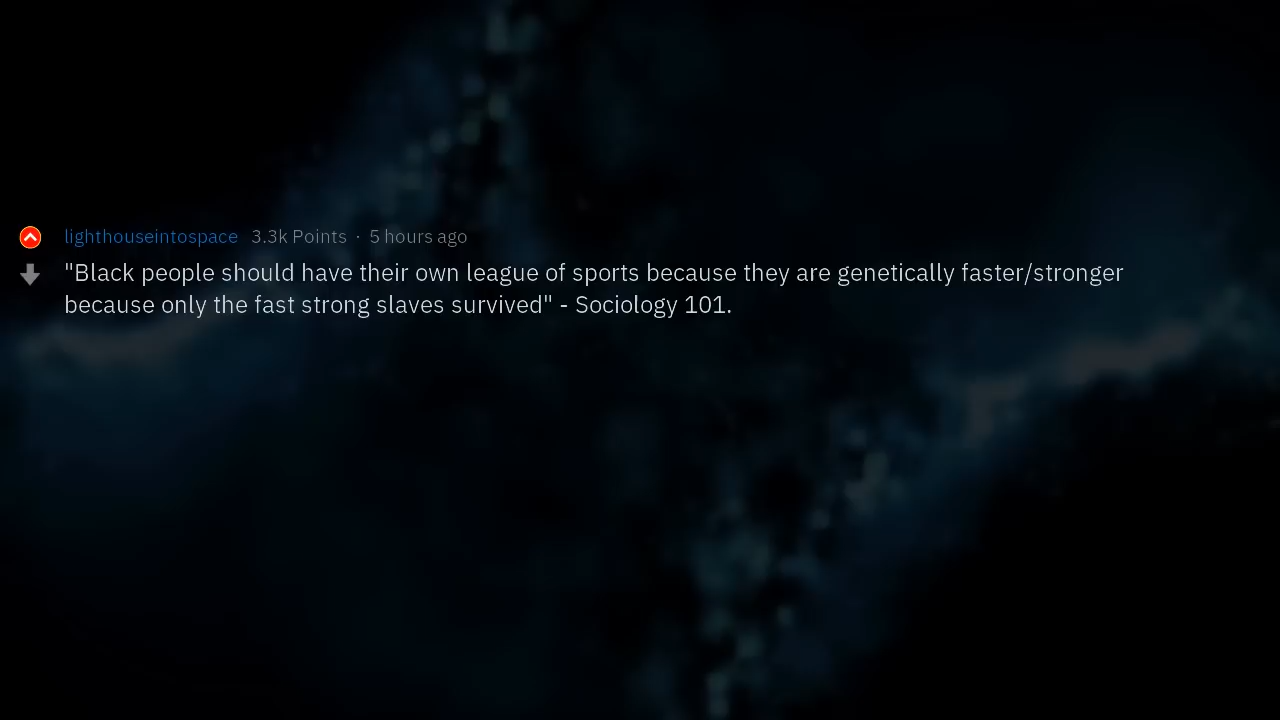 lighthouseintospace 3.3k Points · 5 hours ago
"Black people should have their own league of sports because they are genetically faster/stronger
because only the fast strong slaves survived" - Sociology 101.